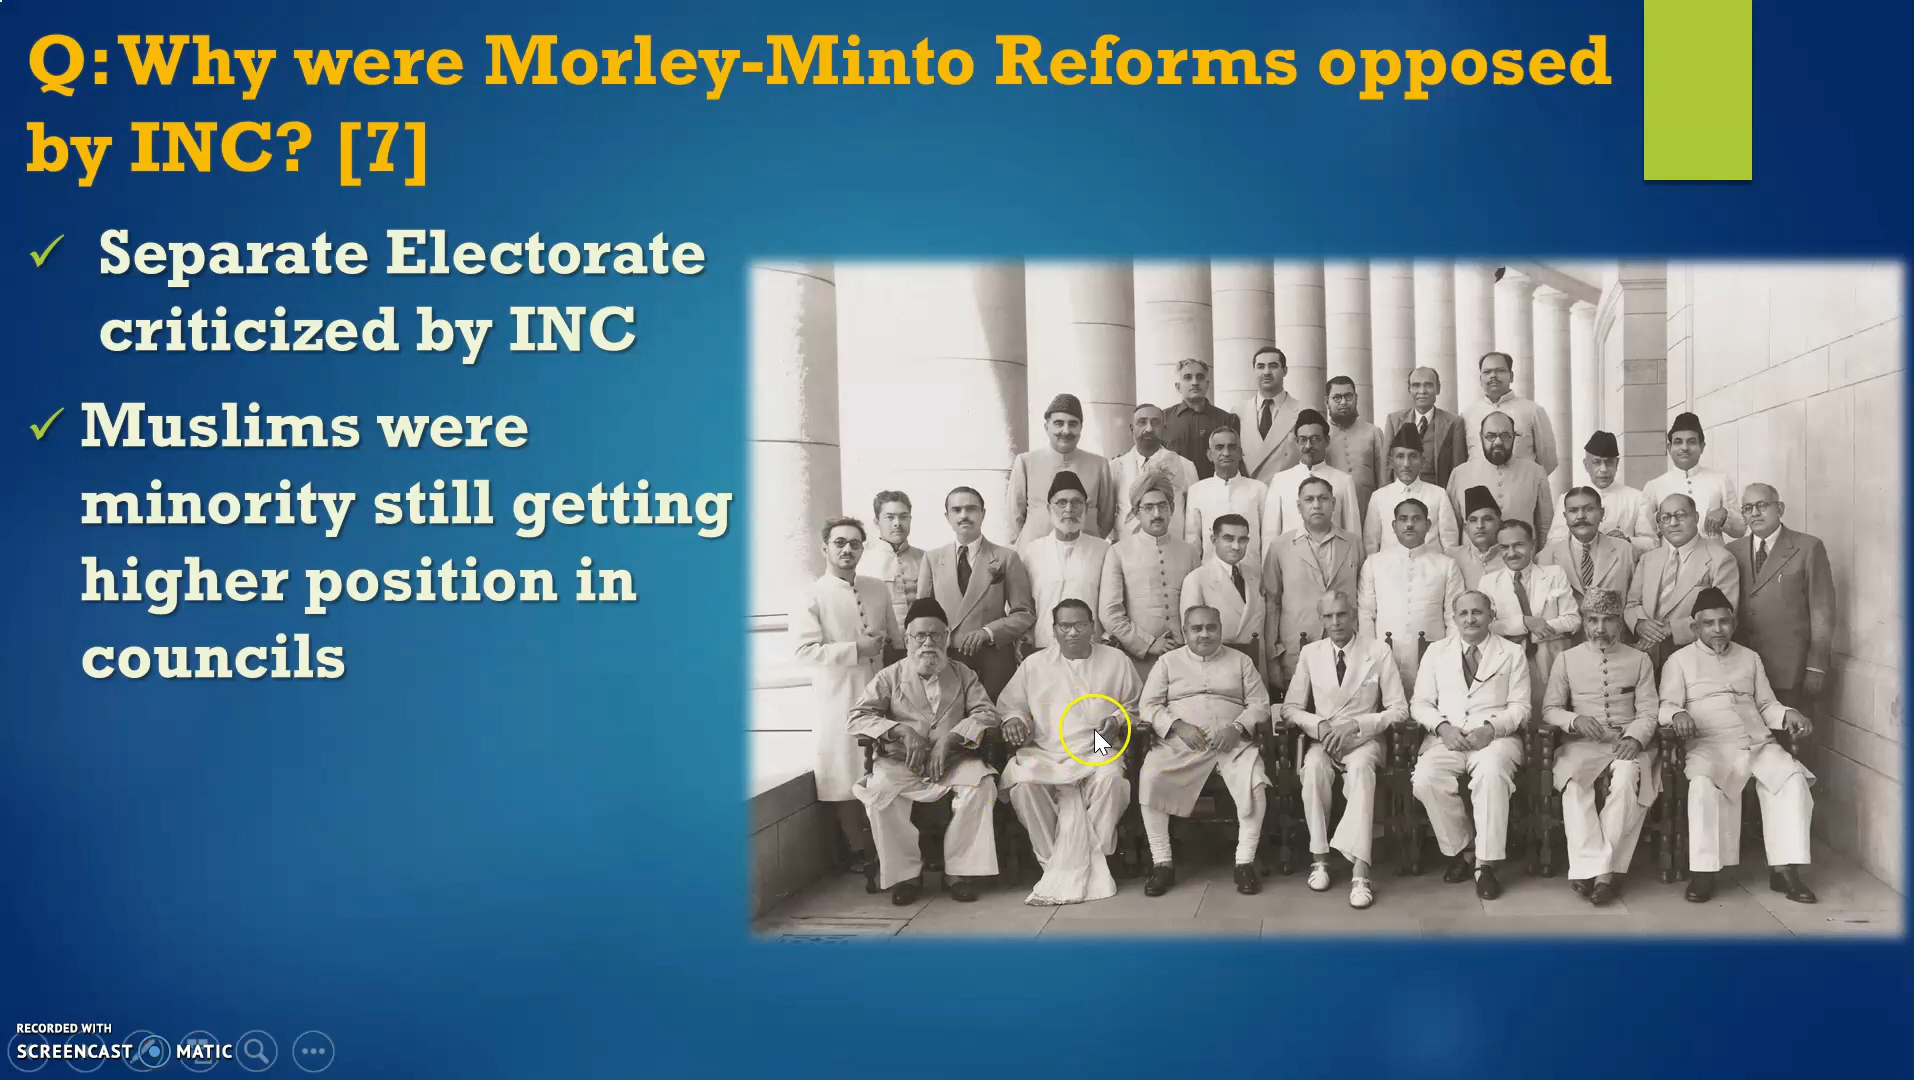 Q: Why were Morley-Minto Reforms opposed
by INC? [7]
✓ Separate Electorate
criticized by INC
✓ Muslims were
minority still getting
higher position in
councils
RECORDED WITH
SCREENCAST MATIC